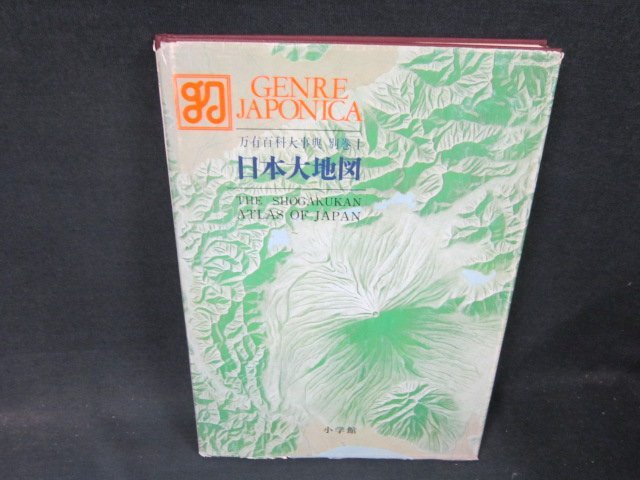 GENRE
JAPONICA
万有百科大事典 別巻1
日本大地図
THE SHOGAKUKAN
ATLAS OF JAPAN
小学館